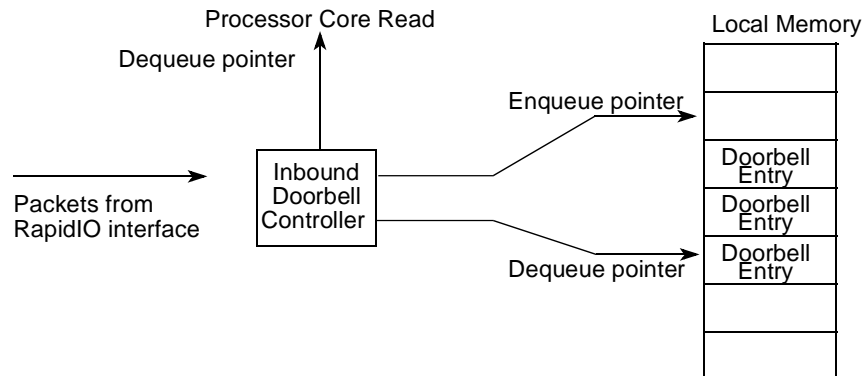 Processor Core Read
Local Memory
Dequeue pointer
Enqueue pointer
Inbound
Doorbell
Controller
Packets from
RapidIO interface
Doorbell
Entry
Doorbell
Entry
Doorbell
Entry
Dequeue pointer